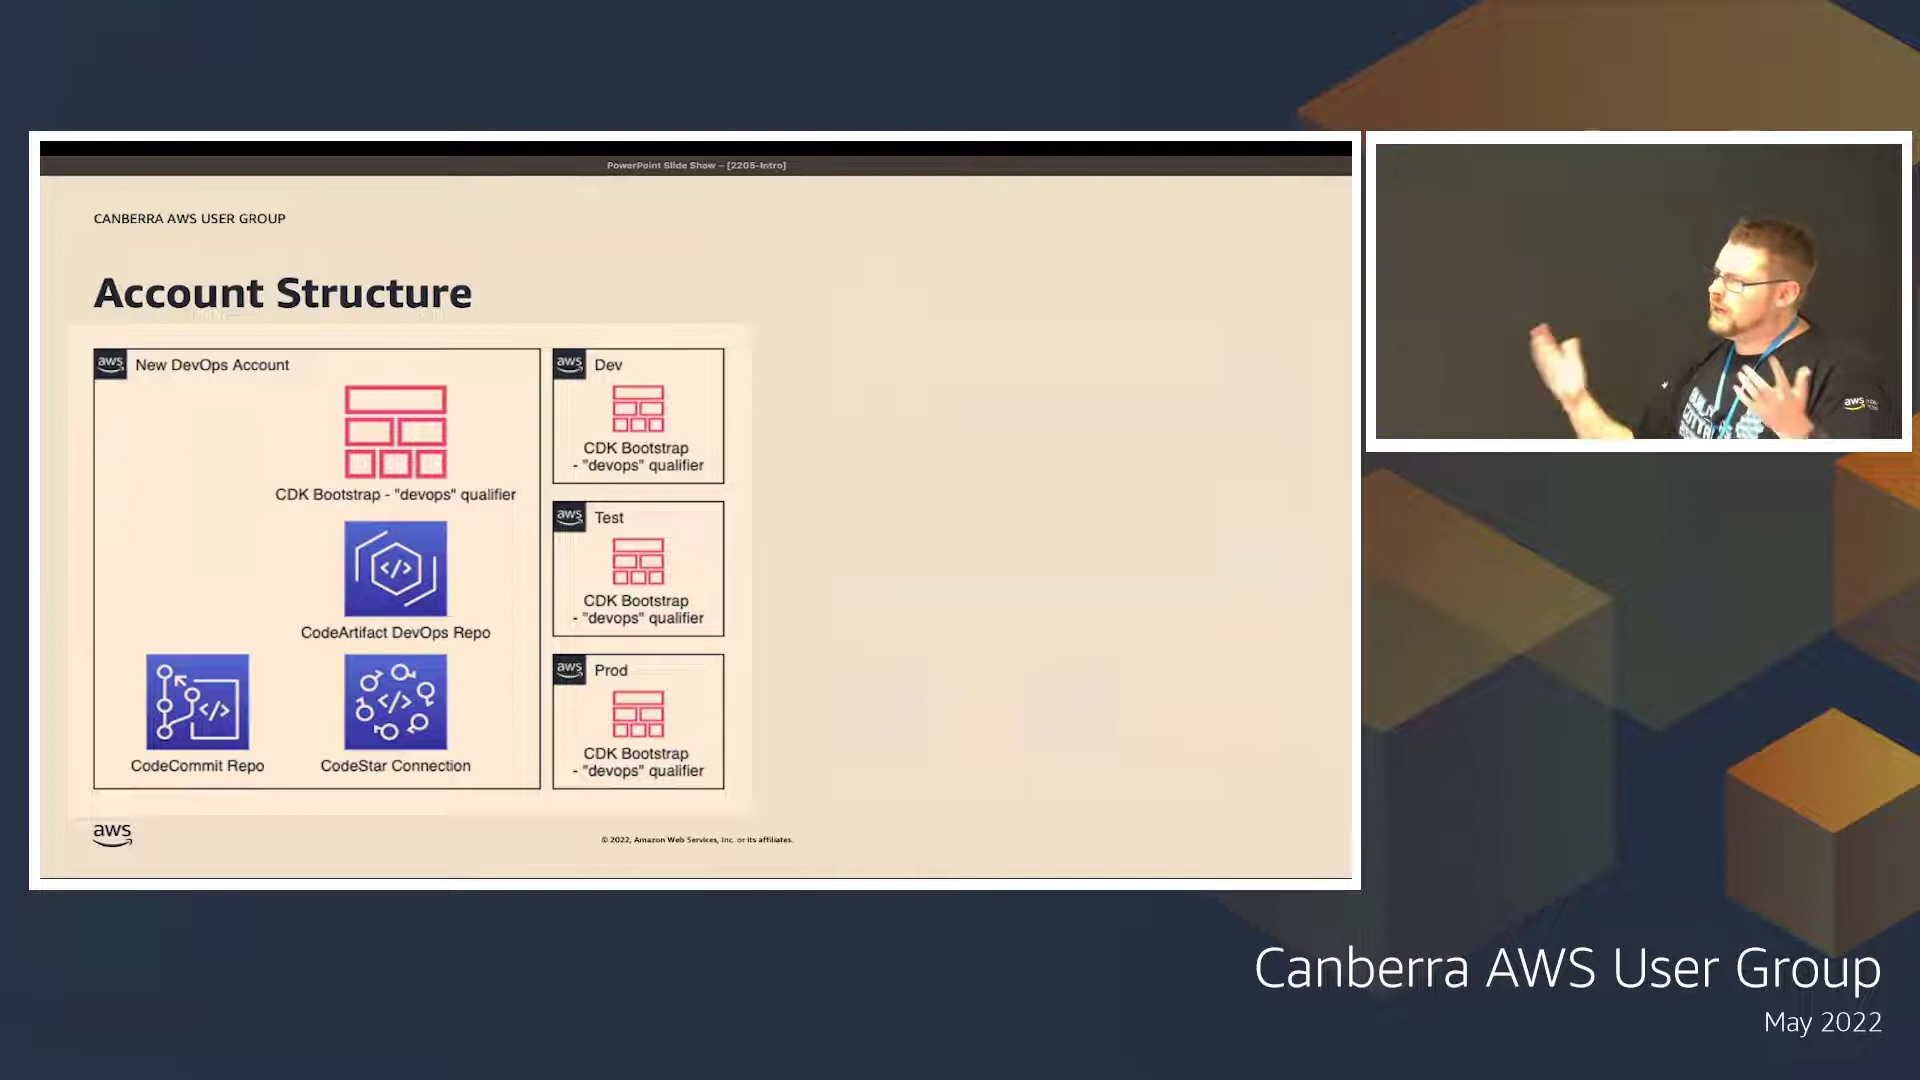 PowerPoint Slide Show – [2205-Intro]
CANBERRA AWS USER GROUP
Account Structure
aws
New DevOps Account
CDK Bootstrap - "devops" qualifier
CodeArtifact DevOps Repo
CodeCommit Repo
CodeStar Connection
aws
Dev
CDK Bootstrap
- "devops" qualifier
aws
Test
CDK Bootstrap
- "devops" qualifier
aws
Prod
CDK Bootstrap
- "devops" qualifier
aws
© 2022, Amazon Web Services, Inc. or its affiliates.
aws
Canberra AWS User Group
May 2022